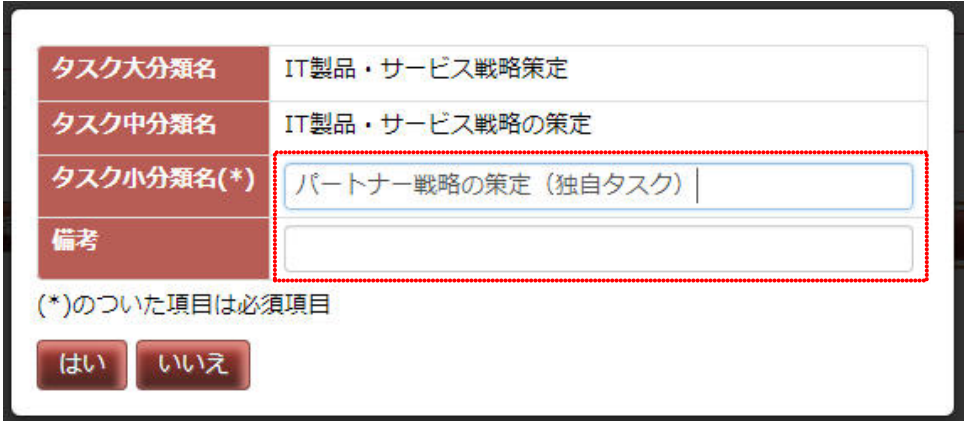 タスク大分類名 IT製品・サービス戦略策定
タスク中分類名 IT製品・サービス戦略の策定
タスク小分類名(*) パートナー戦略の策定（独自タスク）
備考
(*)のついた項目は必須項目
はい いいえ